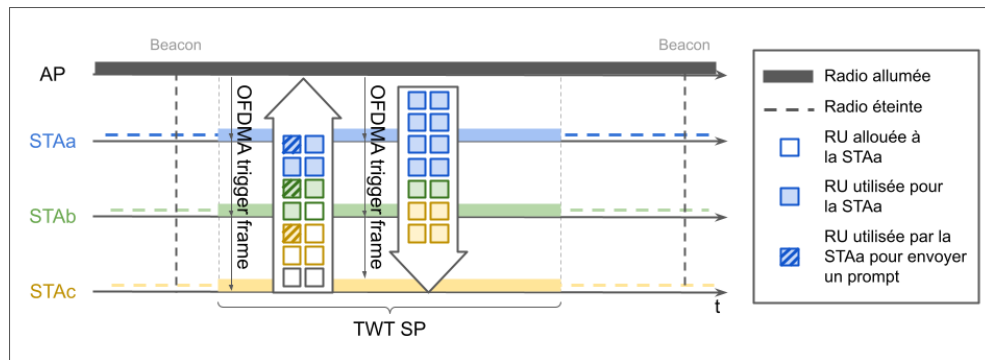 Beacon
Beacon
AP
OFDMA trigger frame
OFDMA trigger frame
STAa
STAb
STAc
t
TWT SP
Radio allumée
Radio éteinte
RU allouée à
la STAa
RU utilisée pour
la STAa
RU utilisée par la
STAa pour envoyer
un prompt